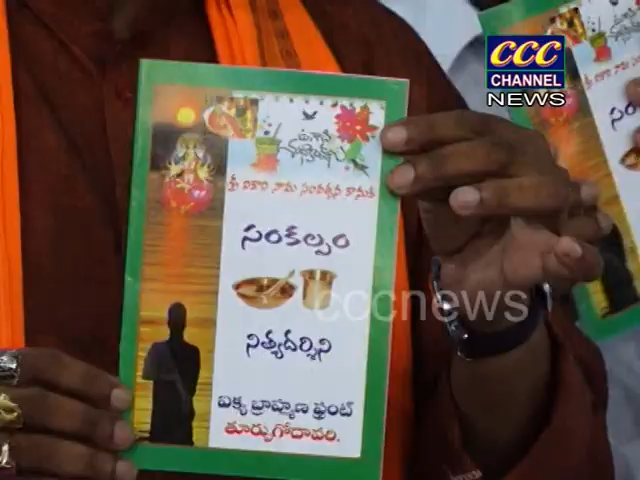 CCC
CHANNEL
NEWS
ఉగాది
శుభాకాంక్షలు
శ్రీ వికారి నామ సంవత్సర కానుక
సంకల్పం
cccnews
నిత్యదర్శిని
ఐక్య బ్రాహ్మణ ఫ్రంట్
తూర్పుగోదావరి.